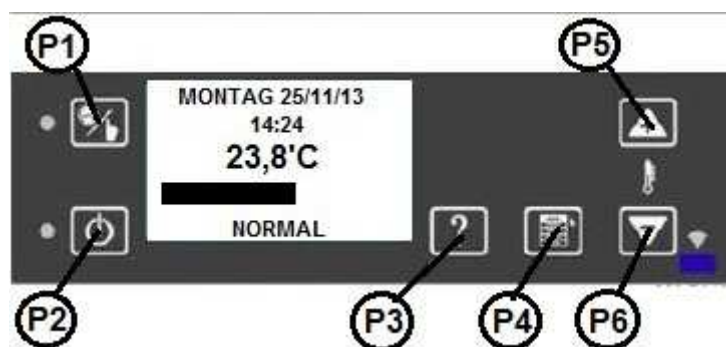 P1
P5
MONTAG 25/11/13
14:24
23,8'C
NORMAL
?
P2
P3
P4
P6